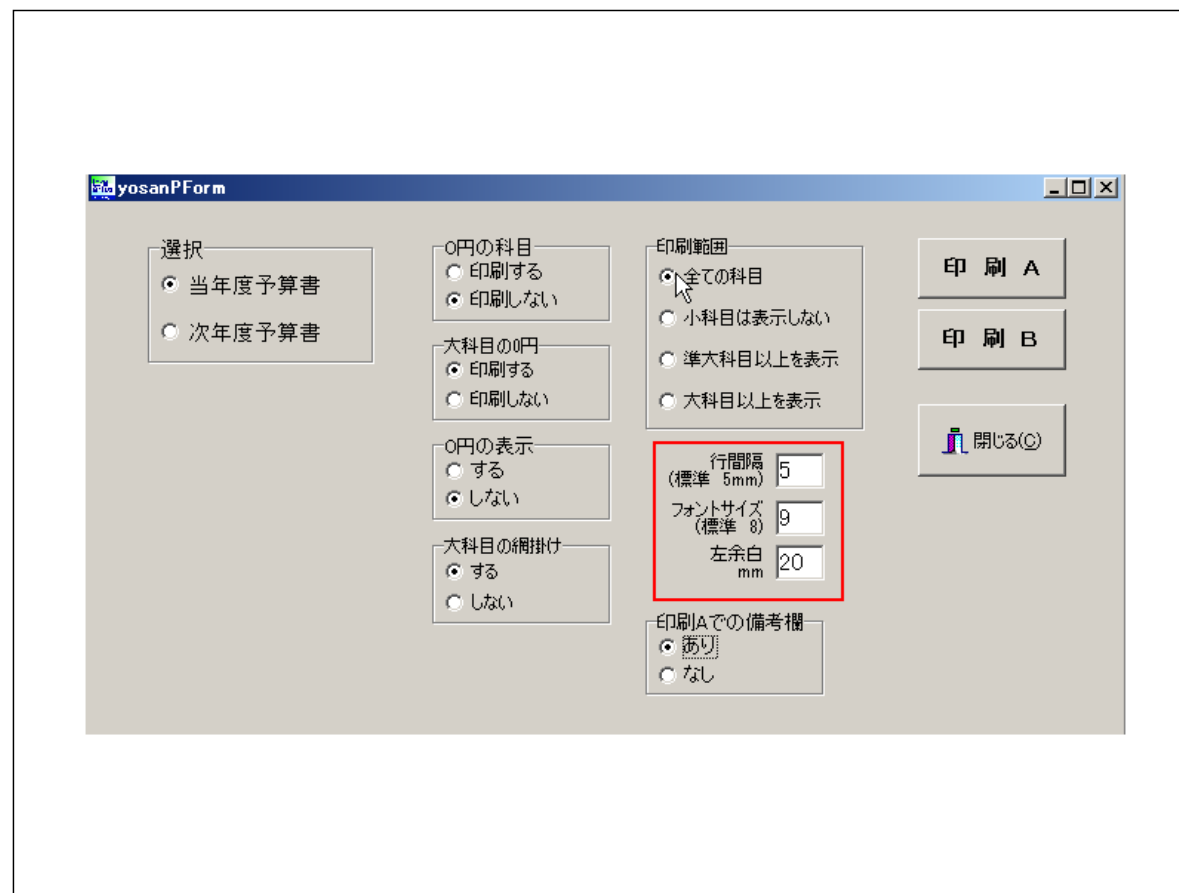 yosanPForm
選択
当年度予算書
次年度予算書
0円の科目
印刷する
印刷しない
大科目の0円
印刷する
印刷しない
0円の表示
する
しない
大科目の網掛け
する
しない
印刷範囲
全ての科目
小科目は表示しない
準大科目以上を表示
大科目以上を表示
行間隔
(標準 5mm)
5
フォントサイズ
(標準 8)
9
左余白
mm
20
印刷Aでの備考欄
あり
なし
印 刷 A
印 刷 B
閉じる(C)